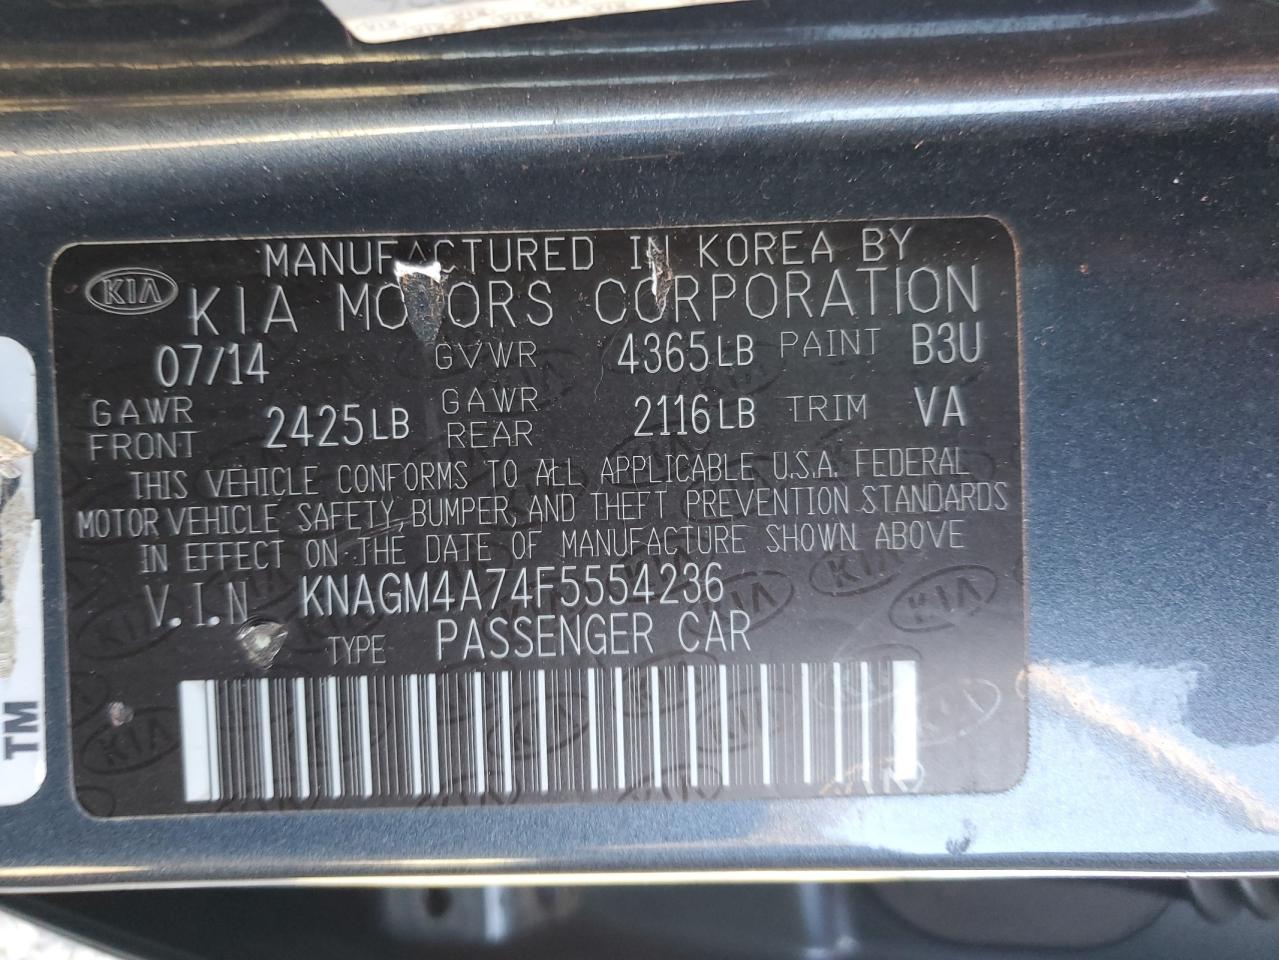 MANUFACTURED IN KOREA BY
KIA KIA MOTORS CORPORATION
07/14 GVWR 4365LB PAINT B3U
GAWR FRONT 2425LB GAWR REAR 2116LB TRIM VA
THIS VEHICLE CONFORMS TO ALL APPLICABLE U.S.A. FEDERAL
MOTOR VEHICLE SAFETY, BUMPER, AND THEFT PREVENTION STANDARDS
IN EFFECT ON THE DATE OF MANUFACTURE SHOWN ABOVE
V.I.N KNAGM4A74F5554236
TYPE PASSENGER CAR
TM